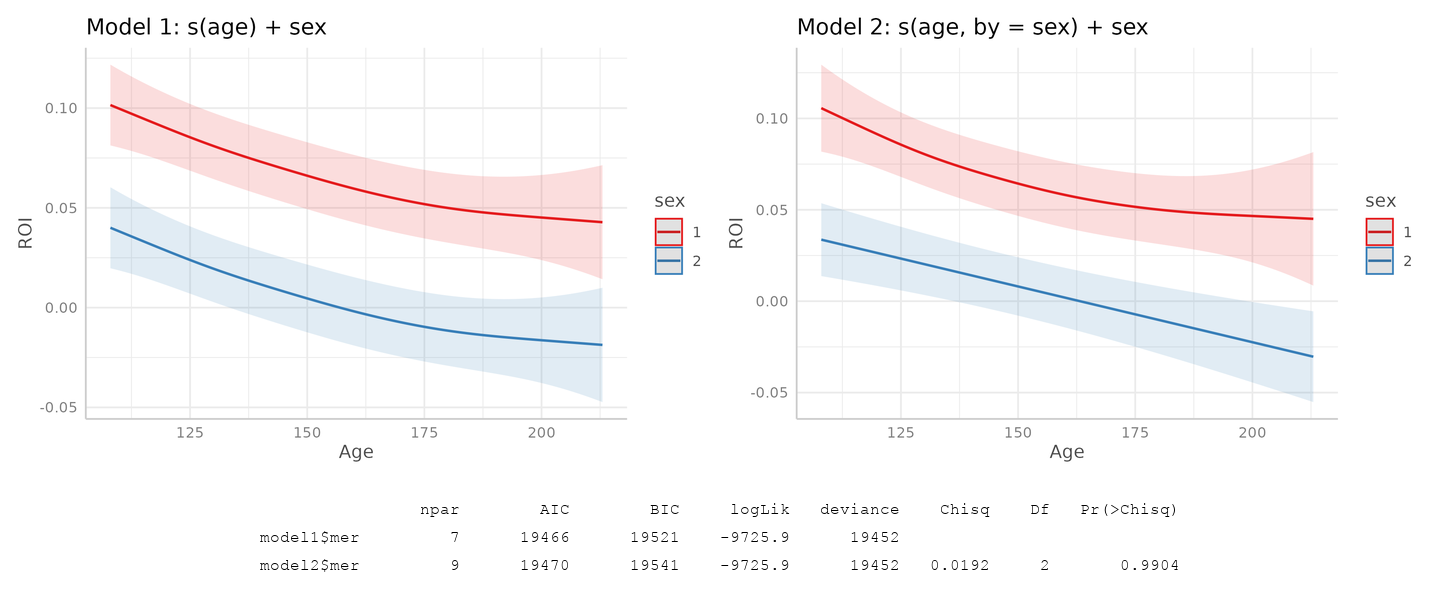 Model 1: s(age) + sex
0.10
0.05
0.00
-0.05
ROI
125 150 175 200
Age
sex
1
2
Model 2: s(age, by = sex) + sex
0.10
0.05
0.00
-0.05
ROI
125 150 175 200
Age
sex
1
2
npar AIC BIC logLik deviance Chisq Df Pr(>Chisq)
model1$mer 7 19466 19521 -9725.9 19452
model2$mer 9 19470 19541 -9725.9 19452 0.0192 2 0.9904